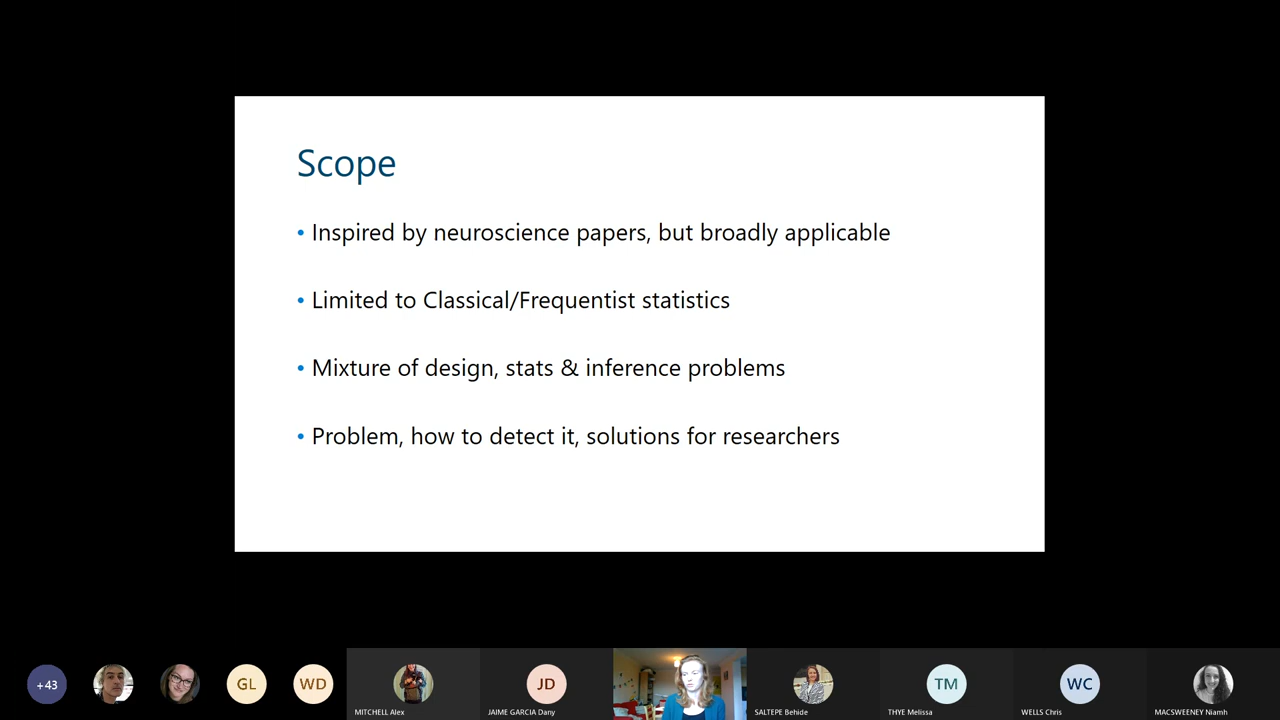 Scope
• Inspired by neuroscience papers, but broadly applicable
• Limited to Classical/Frequentist statistics
• Mixture of design, stats & inference problems
• Problem, how to detect it, solutions for researchers
+43
GL
WD
MITCHELL Alex
JD
JAIME GARCIA Dany
SALTEPE Behide
TM
THYE Melissa
WC
WELLS Chris
MACSWEENEY Niamh